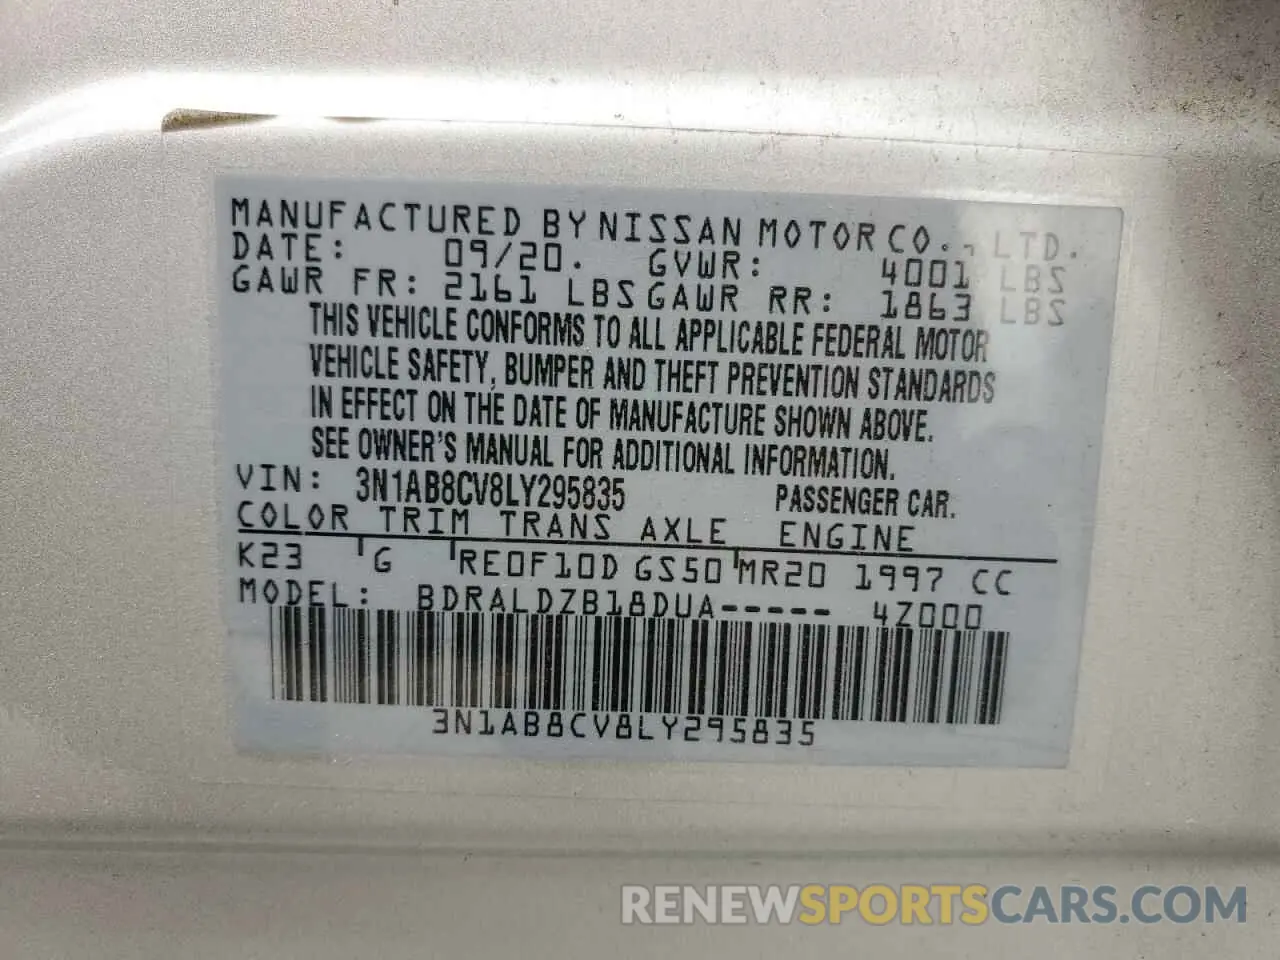 MANUFACTURED BY NISSAN MOTOR CO., LTD.
DATE: 09/20. GVWR: 4001 LBS
GAWR FR: 2161 LBS GAWR RR: 1863 LBS
THIS VEHICLE CONFORMS TO ALL APPLICABLE FEDERAL MOTOR
VEHICLE SAFETY, BUMPER AND THEFT PREVENTION STANDARDS
IN EFFECT ON THE DATE OF MANUFACTURE SHOWN ABOVE.
SEE OWNER'S MANUAL FOR ADDITIONAL INFORMATION.
VIN: 3N1AB8CV8LY295835 PASSENGER CAR.
COLOR TRIM TRANS AXLE ENGINE
K23 G RE0F10D GS50 MR20 1997 CC
MODEL: BDRALDZB18DUA----- 4Z000
3N1AB8CV8LY295835
RENEWSPORTSCARS.COM